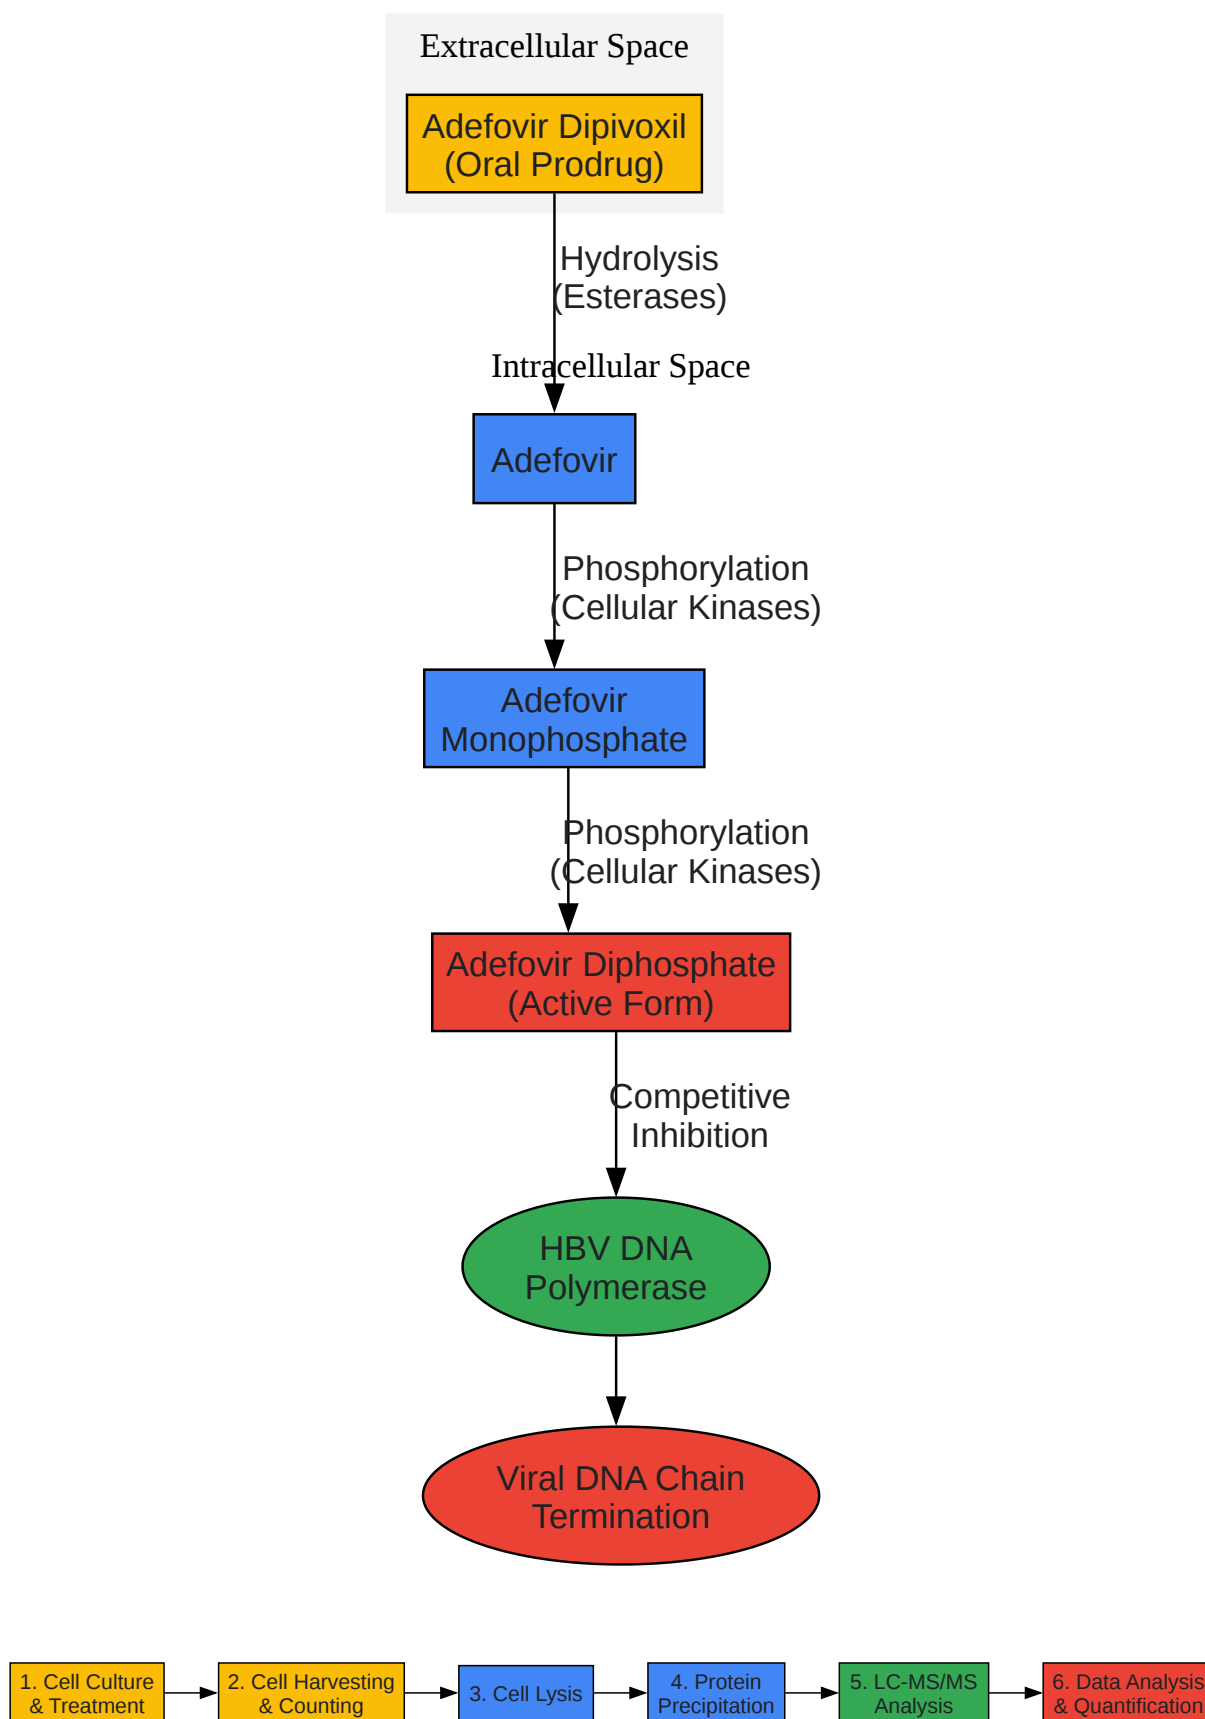 Extracellular Space
Adefovir Dipivoxil
(Oral Prodrug)
Hydrolysis
(Esterases)
Intracellular Space
Adefovir
Phosphorylation
(Cellular Kinases)
Adefovir
Monophosphate
Phosphorylation
(Cellular Kinases)
Adefovir Diphosphate
(Active Form)
Competitive
Inhibition
HBV DNA
Polymerase
Viral DNA Chain
Termination
1. Cell Culture
& Treatment
2. Cell Harvesting
& Counting
3. Cell Lysis
4. Protein
Precipitation
5. LC-MS/MS
Analysis
6. Data Analysis
& Quantification